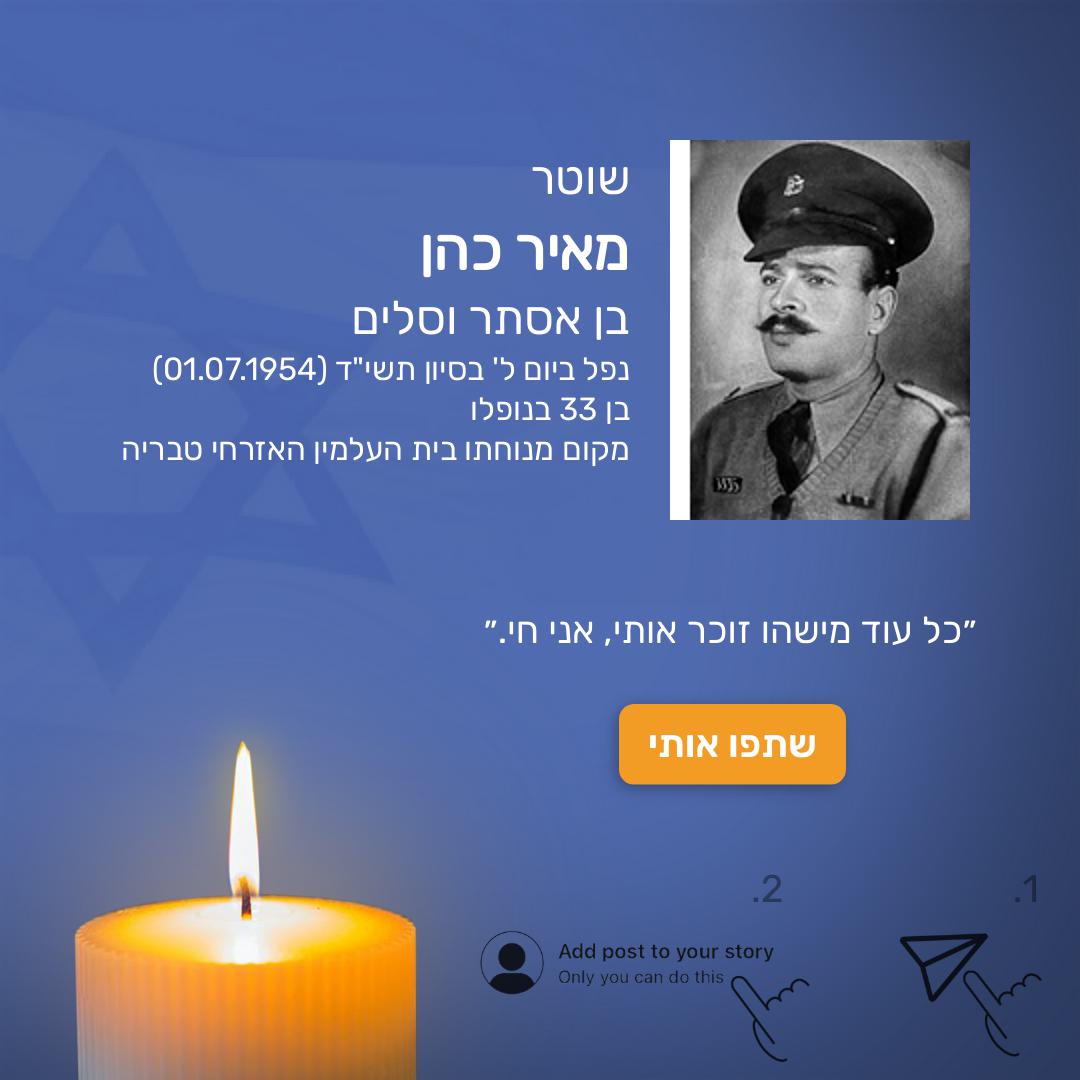 שוטר
מאיר כהן
בן אסתר וסלים
נפל ביום ל' בסיון תשי"ד (01.07.1954)
בן 33 בנופלו
מקום מנוחתו בית העלמין האזרחי טבריה
״כל עוד מישהו זוכר אותי, אני חי.״
שתפו אותי
1.
2.
Add post to your story
Only you can do this